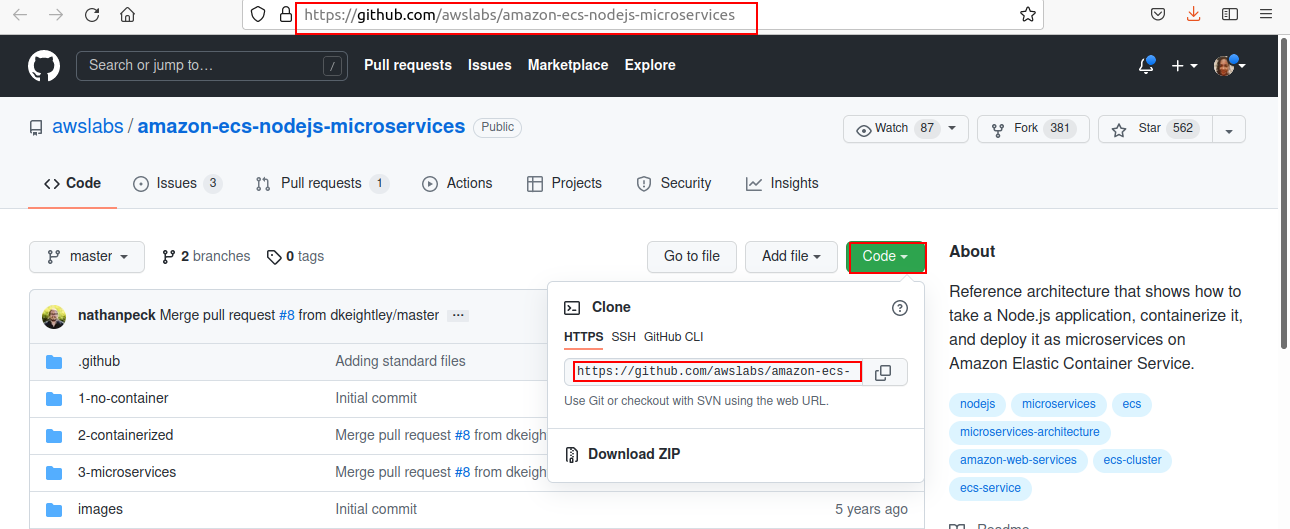 https://github.com/awslabs/amazon-ecs-nodejs-microservices
Search or jump to…
/
Pull requests
Issues
Marketplace
Explore
awslabs / amazon-ecs-nodejs-microservices
Public
Watch 87
Fork 381
Star 562
Code
Issues 3
Pull requests 1
Actions
Projects
Security
Insights
master
2 branches
0 tags
Go to file
Add file
Code
nathanpeck Merge pull request #8 from dkeightley/master ...
.github Adding standard files
1-no-container Initial commit
2-containerized Merge pull request #8 from dkeigh
3-microservices Merge pull request #8 from dkeigh
images Initial commit 5 years ago
Clone
HTTPS SSH GitHub CLI
https://github.com/awslabs/amazon-ecs-
Use Git or checkout with SVN using the web URL.
Download ZIP
About
Reference architecture that shows how to
take a Node.js application, containerize it,
and deploy it as microservices on
Amazon Elastic Container Service.
nodejs microservices ecs
microservices-architecture
amazon-web-services ecs-cluster
ecs-service
Readme